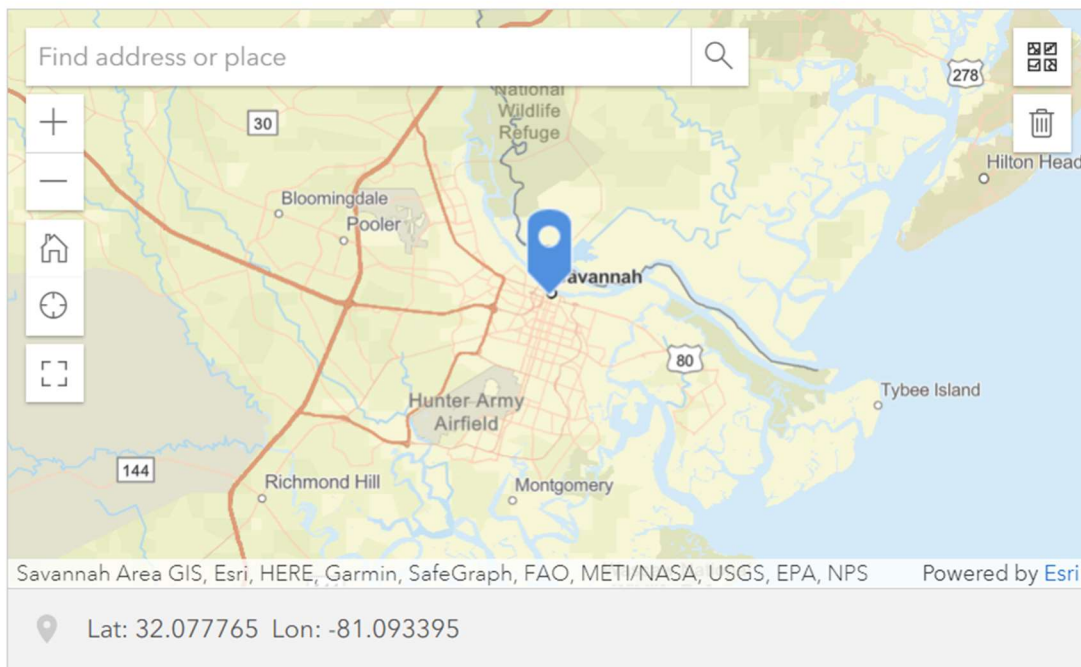 Find address or place
278
National
Wildlife
Refuge
30
Hilton Head
Bloomingdale
Pooler
avannah
80
Tybee Island
Hunter Army
Airfield
144
Richmond Hill
Montgomery
Savannah Area GIS, Esri, HERE, Garmin, SafeGraph, FAO, METI/NASA, USGS, EPA, NPS
Powered by Esri
Lat: 32.077765 Lon: -81.093395